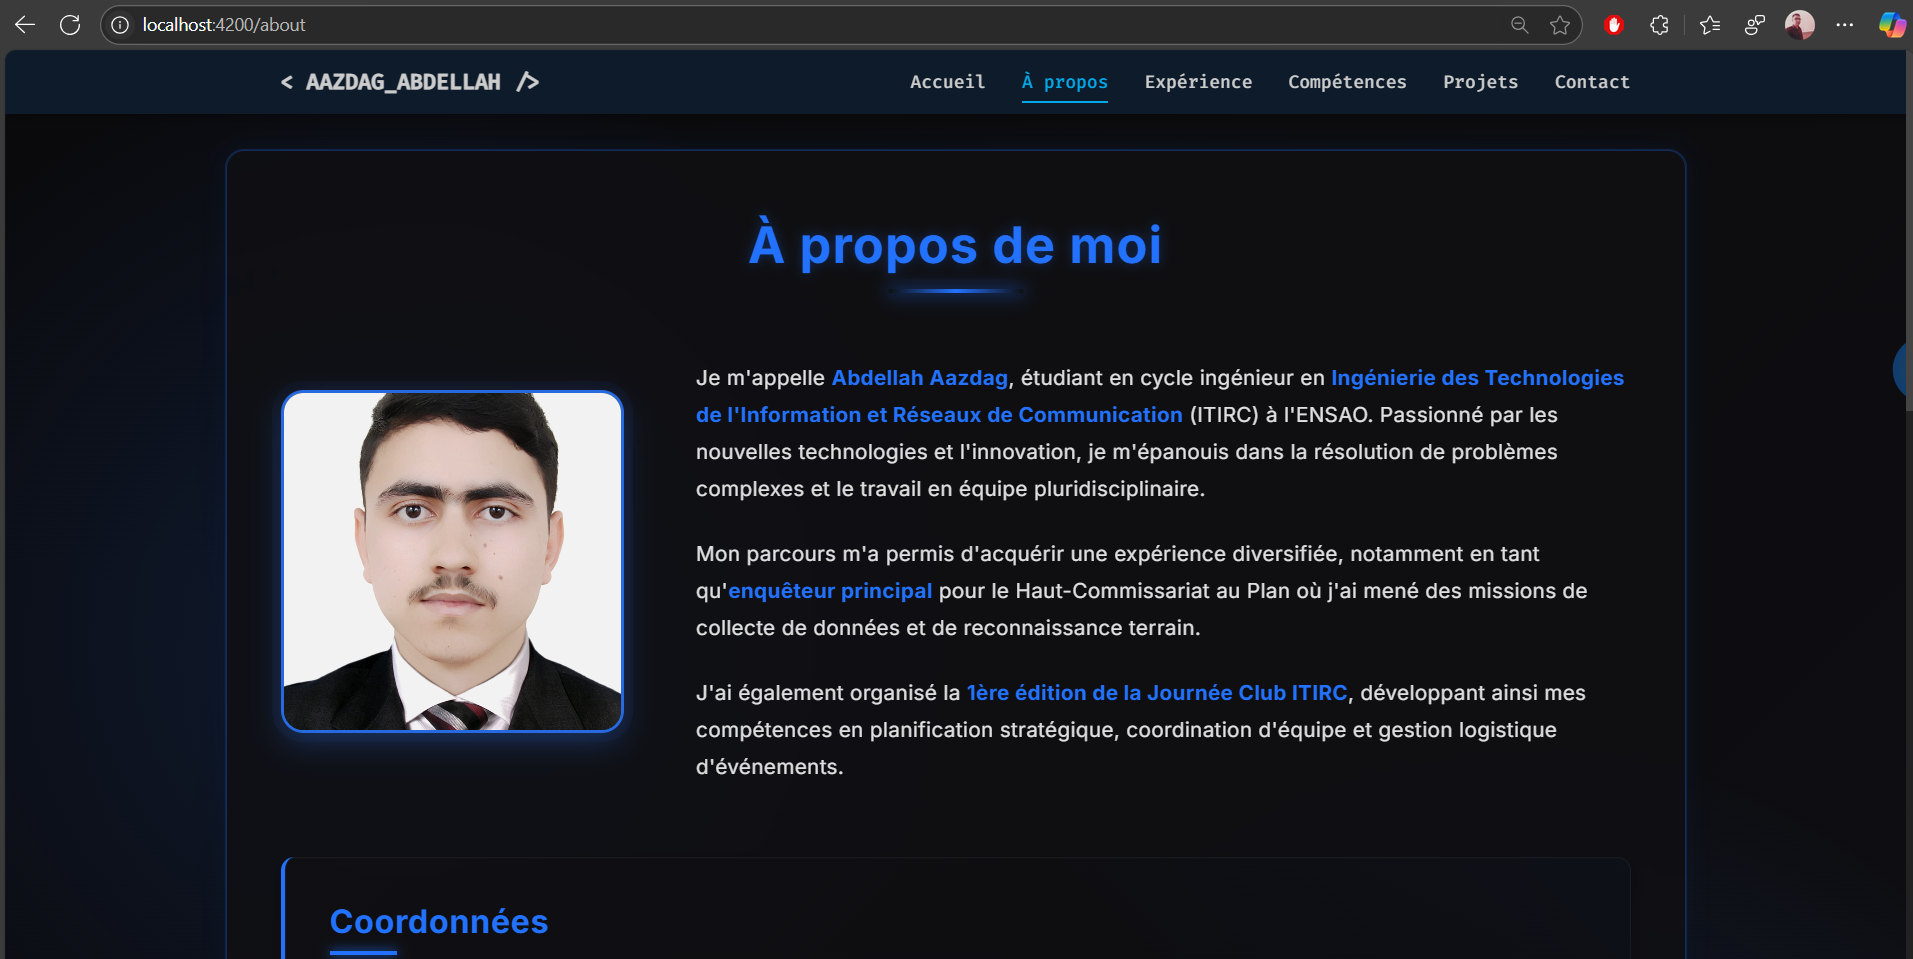 localhost:4200/about
< AAZDAG_ABDELLAH />
Accueil
À propos
Expérience
Compétences
Projets
Contact
À propos de moi
Je m'appelle Abdellah Aazdag, étudiant en cycle ingénieur en Ingénierie des Technologies
de l'Information et Réseaux de Communication (ITIRC) à l'ENSAO. Passionné par les
nouvelles technologies et l'innovation, je m'épanouis dans la résolution de problèmes
complexes et le travail en équipe pluridisciplinaire.
Mon parcours m'a permis d'acquérir une expérience diversifiée, notamment en tant
qu'enquêteur principal pour le Haut-Commissariat au Plan où j'ai mené des missions de
collecte de données et de reconnaissance terrain.
J'ai également organisé la 1ère édition de la Journée Club ITIRC, développant ainsi mes
compétences en planification stratégique, coordination d'équipe et gestion logistique
d'événements.
Coordonnées